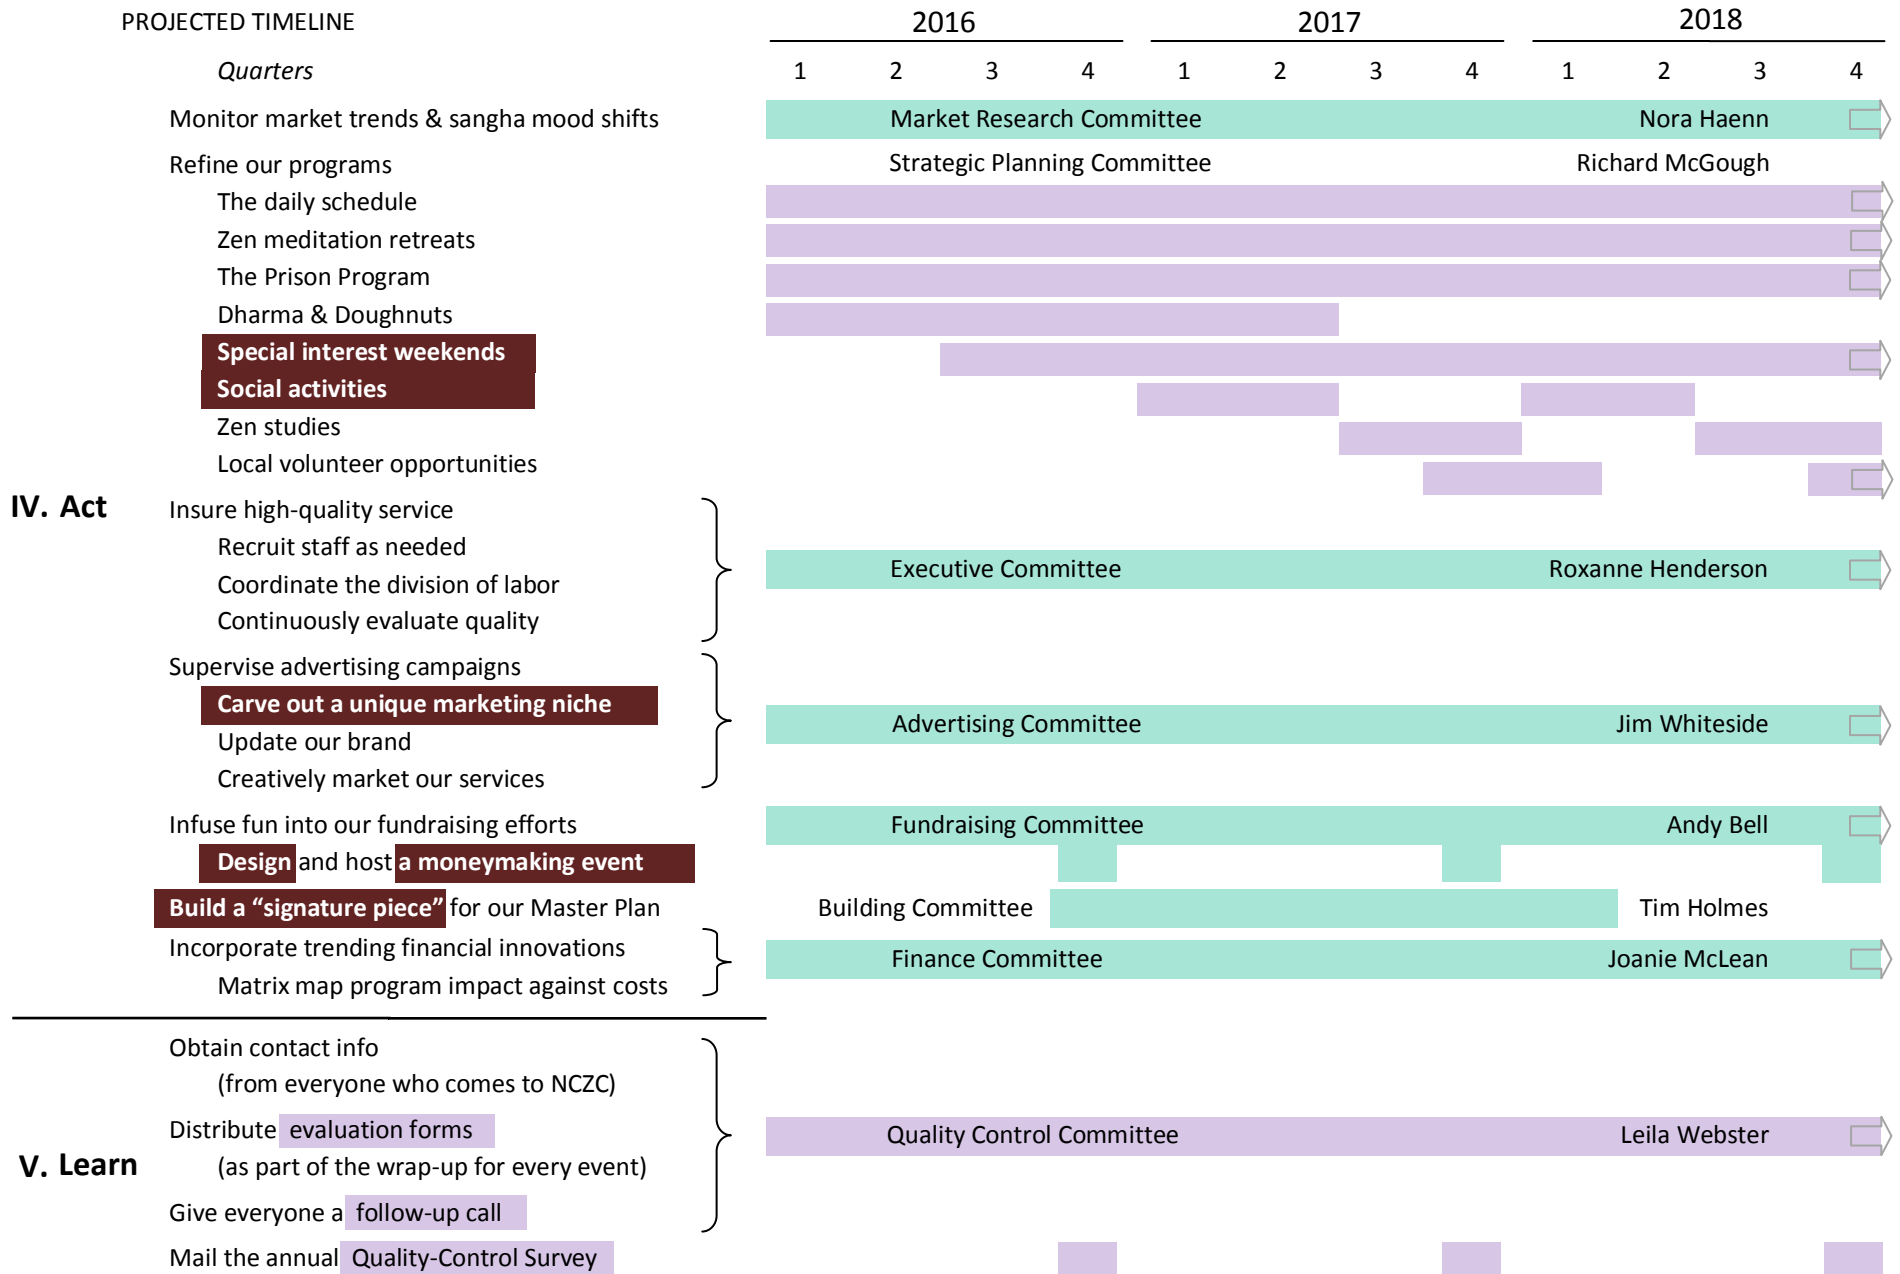 PROJECTED TIMELINE 2016 2017 2018
Quarters 1 2 3 4 1 2 3 4 1 2 3 4
Monitor market trends & sangha mood shifts Market Research Committee Nora Haenn
Refine our programs Strategic Planning Committee Richard McGough
The daily schedule
Zen meditation retreats
The Prison Program
Dharma & Doughnuts
Special interest weekends
Social activities
Zen studies
Local volunteer opportunities
IV. Act
Insure high-quality service
Recruit staff as needed
Coordinate the division of labor
Executive Committee Roxanne Henderson
Continuously evaluate quality
Supervise advertising campaigns
Carve out a unique marketing niche
Advertising Committee Jim Whiteside
Update our brand
Creatively market our services
Infuse fun into our fundraising efforts Fundraising Committee Andy Bell
Design and host a moneymaking event
Build a “signature piece” for our Master Plan Building Committee Tim Holmes
Incorporate trending financial innovations Finance Committee Joanie McLean
Matrix map program impact against costs
Obtain contact info
(from everyone who comes to NCZC)
Distribute evaluation forms Quality Control Committee Leila Webster
V. Learn (as part of the wrap-up for every event)
Give everyone a follow-up call
Mail the annual Quality-Control Survey